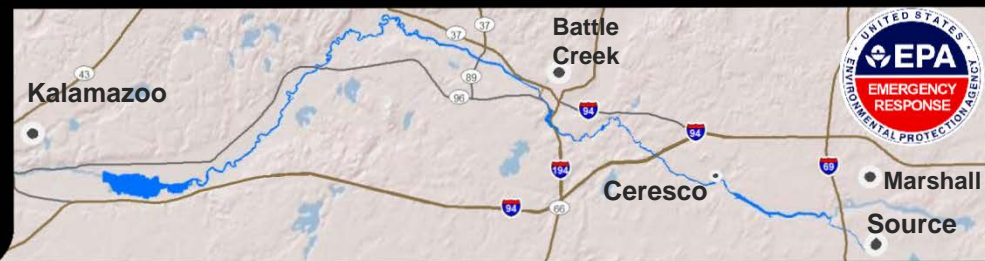 37
37
Battle
Creek
43
Kalamazoo
89
96
94
94
194
94
66
69
Ceresco
Marshall
Source
UNITED STATES
ENVIRONMENTAL PROTECTION AGENCY
EPA
EMERGENCY
RESPONSE